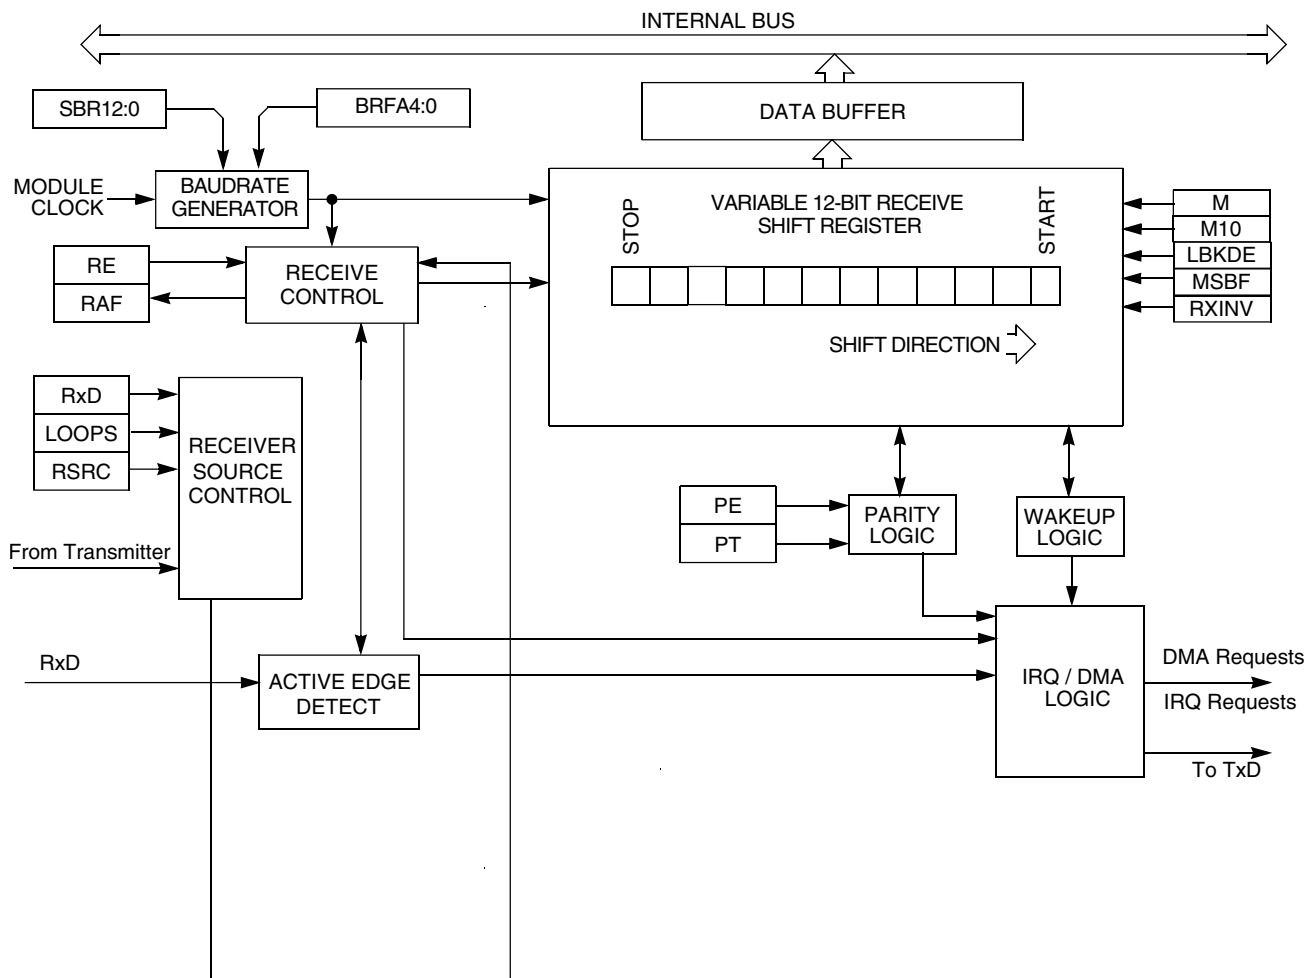 INTERNAL BUS
SBR12:0
BRFA4:0
DATA BUFFER
MODULE
CLOCK
BAUDRATE
GENERATOR
VARIABLE 12-BIT RECEIVE
SHIFT REGISTER
STOP
START
M
M10
LBKDE
MSBF
RXINV
RE
RAF
RECEIVE
CONTROL
SHIFT DIRECTION
RxD
LOOPS
RSRC
RECEIVER
SOURCE
CONTROL
From Transmitter
PE
PT
PARITY
LOGIC
WAKEUP
LOGIC
RxD
ACTIVE EDGE
DETECT
IRQ / DMA
LOGIC
DMA Requests
IRQ Requests
To TxD